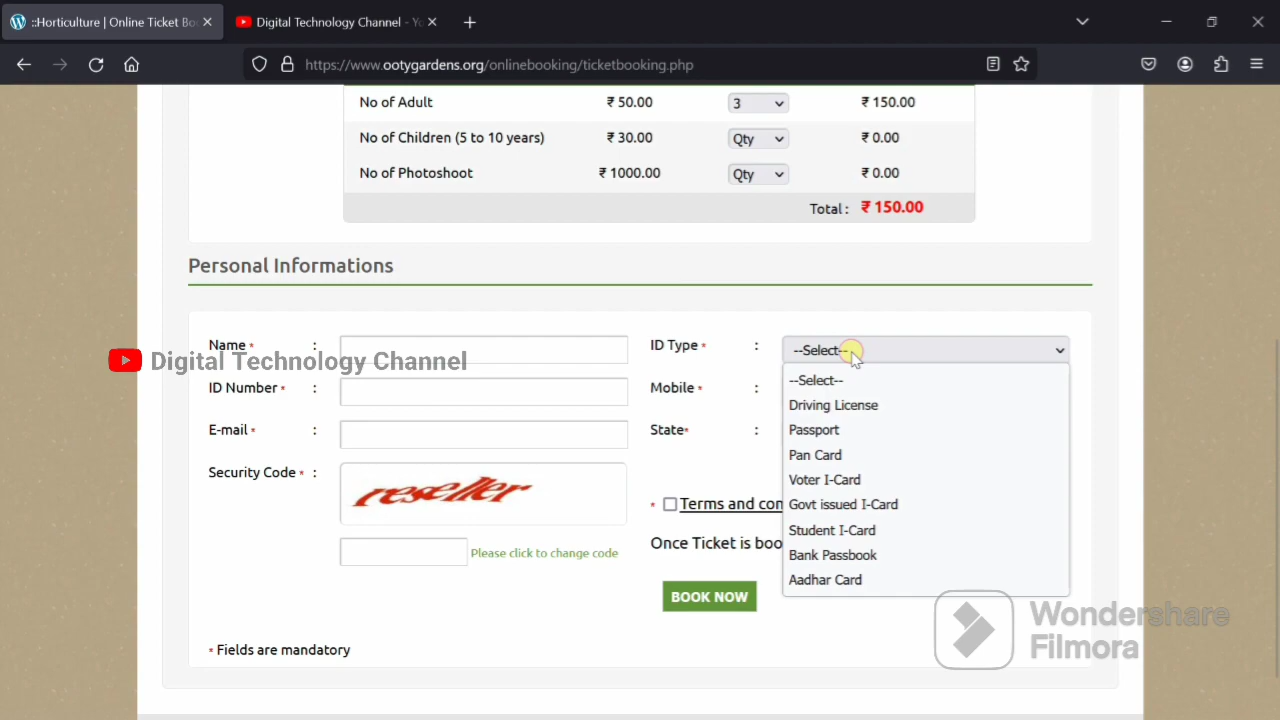 ::Horticulture | Online Ticket Bo
Digital Technology Channel - Yo
https://www.ootygardens.org/onlinebooking/ticketbooking.php
No of Adult ₹ 50.00 3 ₹ 150.00
No of Children (5 to 10 years) ₹ 30.00 Qty ₹ 0.00
No of Photoshoot ₹ 1000.00 Qty ₹ 0.00
Total : ₹ 150.00
Personal Informations
Name * : ID Type * : --Select--
Digital Technology Channel
--Select--
ID Number * : Mobile * :
Driving License
E-mail * : State* : Passport
Pan Card
Security Code * :
Voter I-Card
reseller
* Terms and con Govt issued I-Card
Student I-Card
Once Ticket is boo
Please click to change code Bank Passbook
Aadhar Card
BOOK NOW
Wondershare
Filmora
* Fields are mandatory